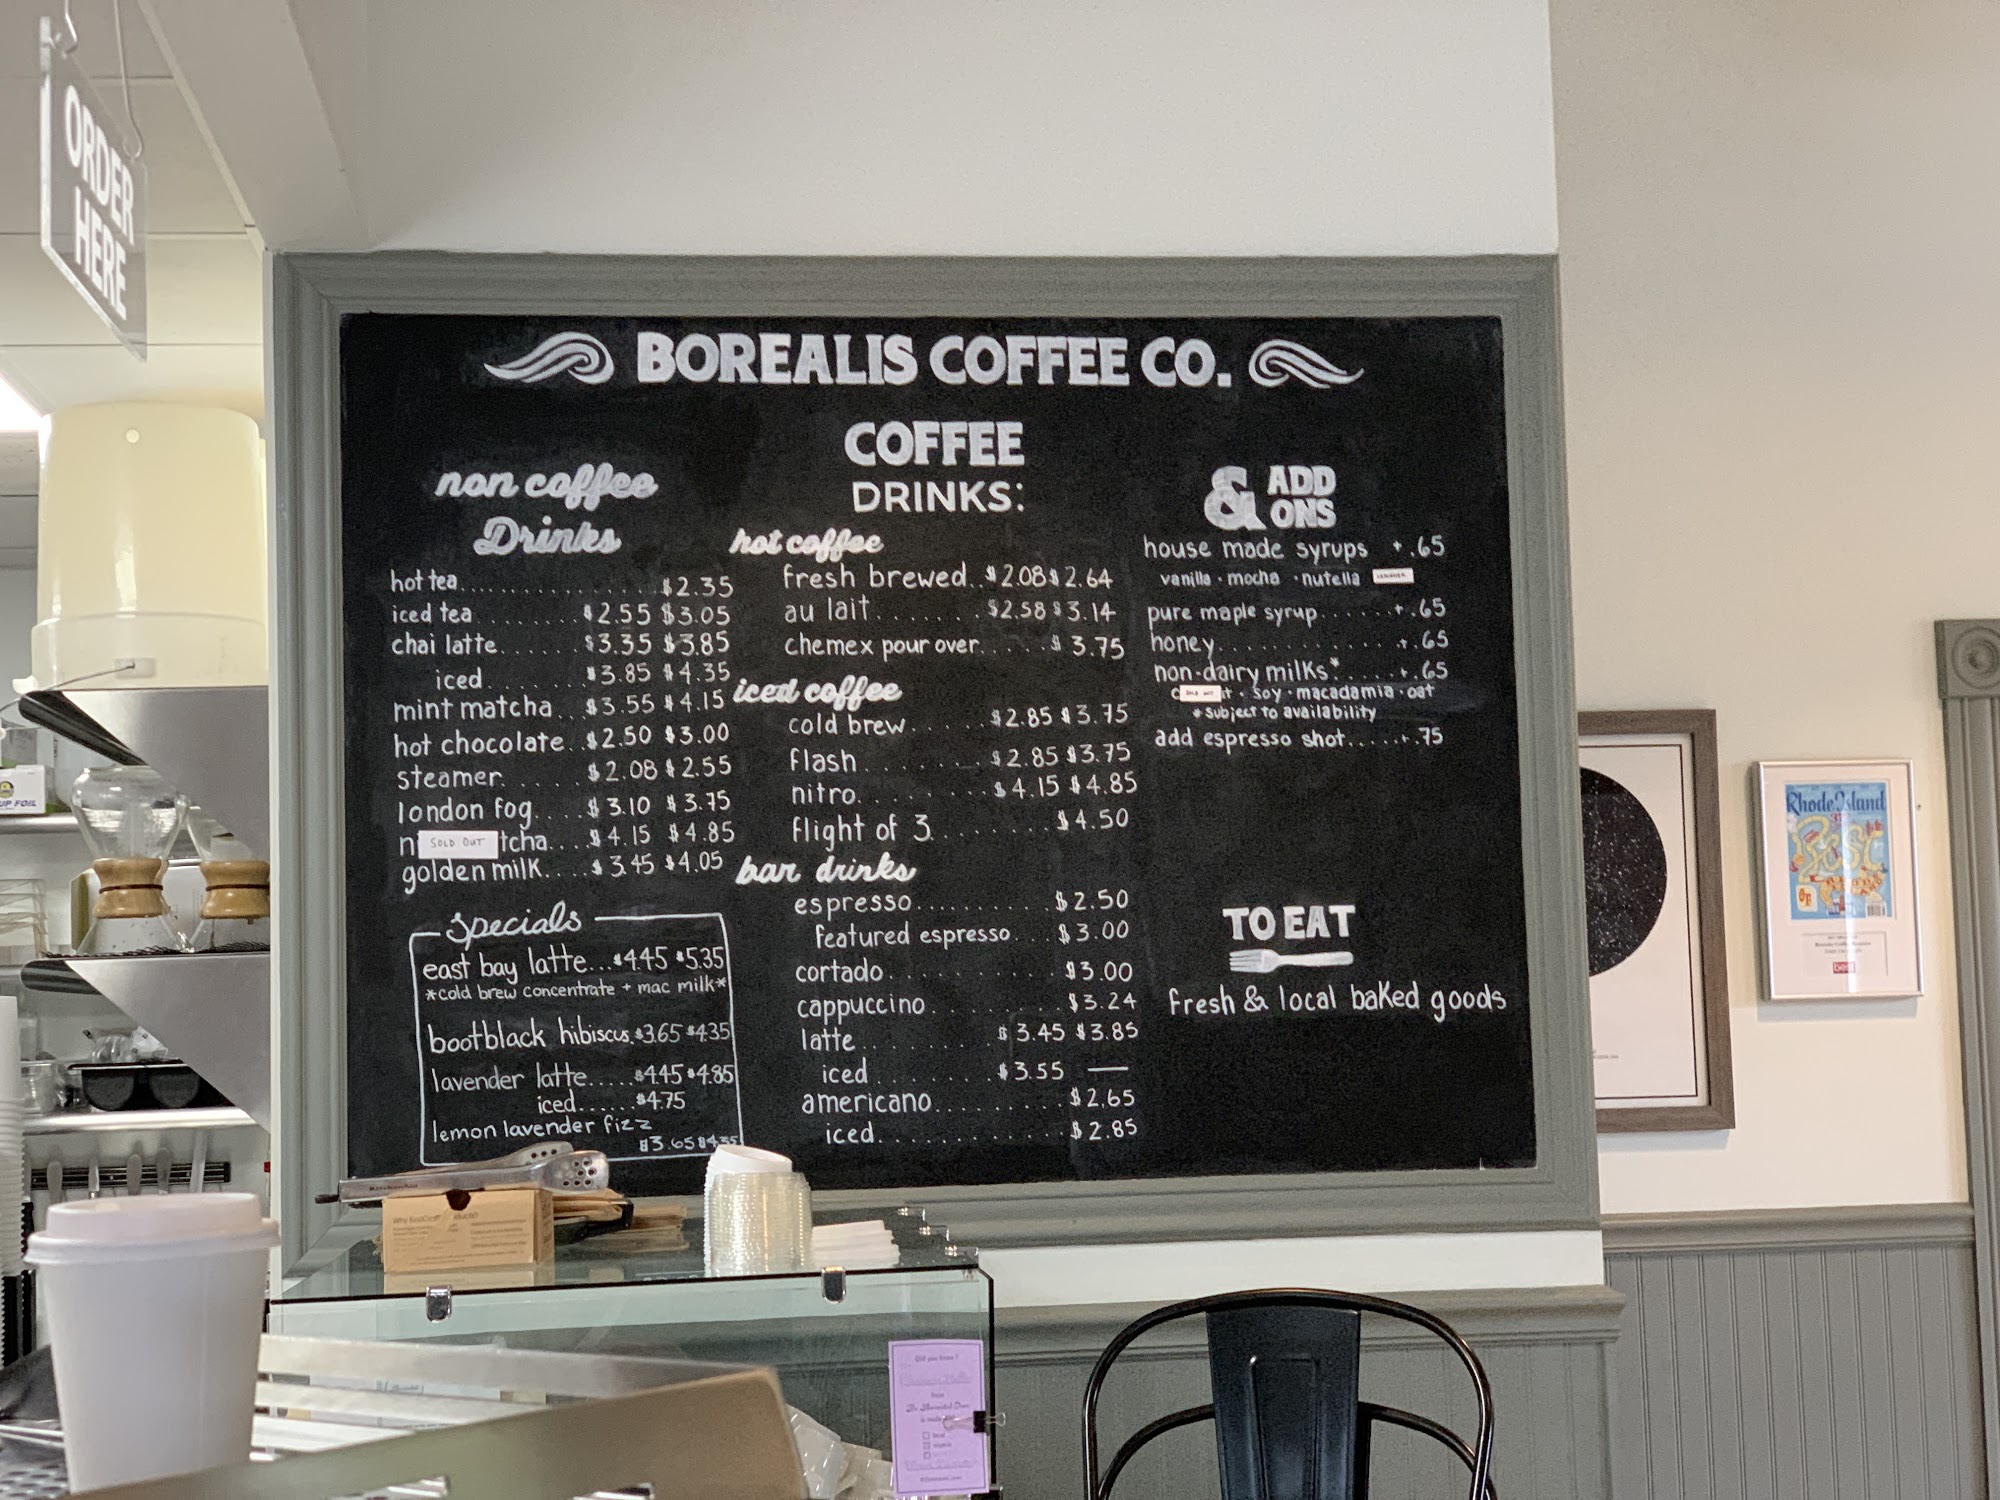 ORDER
HERE
BOREALIS COFFEE CO.
non coffee
Drinks
hot tea.............. $2.35
iced tea........ $2.55 $3.05
chai latte....... $3.35 $3.85
iced........ $3.85 $4.35
mint matcha...$3.55 $4.15
hot chocolate..$2.50 $3.00
steamer...... $2.08 $2.55
london fog.... $3.10 $3.75
n SOLD OUT tcha.... $4.15 $4.85
golden milk.... $3.45 $4.05
specials
east bay latte...$4.45 $5.35
*cold brew concentrate + mac milk*
bootblack hibiscus.$3.65 $4.35
lavender latte.....$4.45 $4.85
iced......$4.75
lemon lavender fizz
$3.65 $4.35
COFFEE
DRINKS:
hot coffee
fresh brewed..$2.08 $2.64
au lait........$2.58 $3.14
chemex pour over.....$3.75
iced coffee
cold brew......$2.85 $3.75
flash........$2.85 $3.75
nitro........$4.15 $4.85
flight of 3.........$4.50
bar drinks
espresso..........$2.50
featured espresso...$3.00
cortado............$3.00
cappuccino.........$3.24
latte..........$3.45 $3.85
iced........$3.55 —
americano.........$2.65
iced.............$2.85
& ADD
ONS
house made syrups +.65
vanilla · mocha · nutella
pure maple syrup......+.65
honey............+.65
non-dairy milks*.....+.65
c SOLD OUT t · soy · macadamia · oat
*subject to availability
add espresso shot.....+.75
TO EAT
fresh & local baked goods
Rhode Island
best
UP FOIL
Did you know?